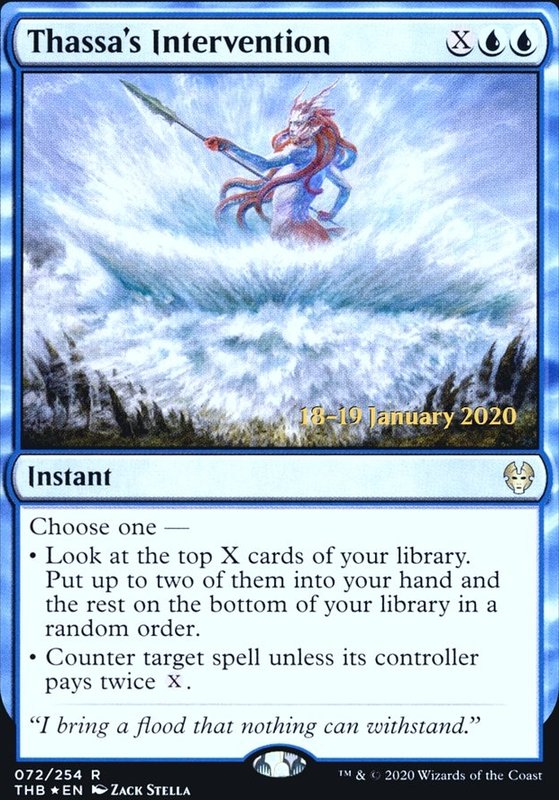 Thassa's Intervention X
18–19 January 2020
Instant
Choose one —
• Look at the top X cards of your library.
Put up to two of them into your hand and
the rest on the bottom of your library in a
random order.
• Counter target spell unless its controller
pays twice X.
“I bring a flood that nothing can withstand.”
072/254 R
THB ★ EN Zack Stella
™ & © 2020 Wizards of the Coast